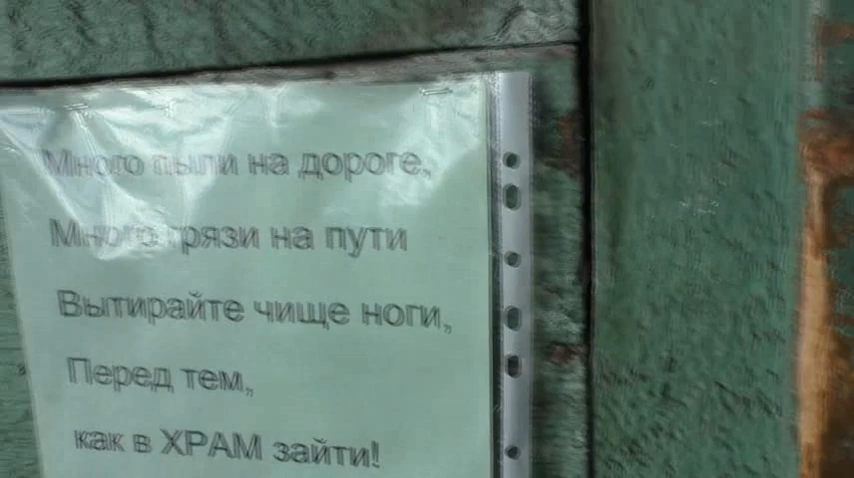 Много пыли на дороге,
Много грязи на пути
Вытирайте чище ноги,
Перед тем,
как в ХРАМ зайти!